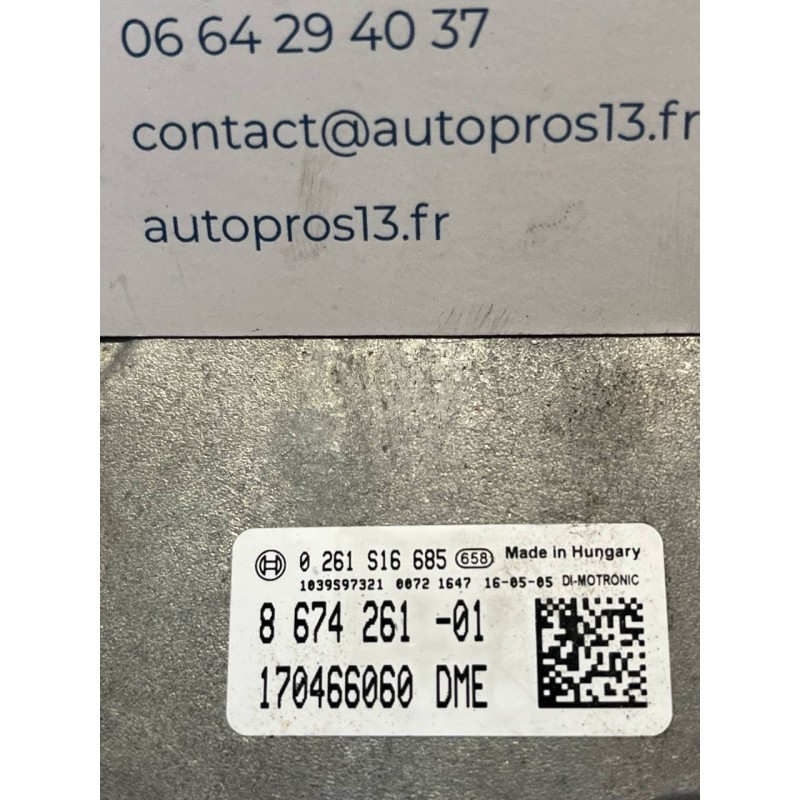 06 64 29 40 37
contact@autopros13.fr
autopros13.fr
0 261 S16 685 658 Made in Hungary
1039S97321 0072 1647 16-05-05 DI-MOTRONIC
8 674 261 -01
170466060 DME